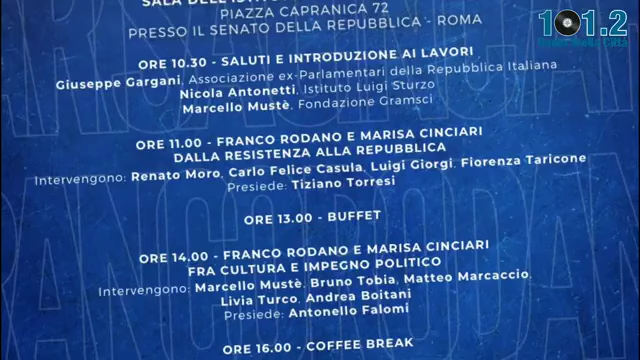 PIAZZA CAPRANICA 72
PRESSO IL SENATO DELLA REPUBBLICA - ROMA
101.2
ORE 10.30 - SALUTI E INTRODUZIONE AI LAVORI
Giuseppe Gargani, Associazione ex-Parlamentari della Repubblica Italiana
Nicola Antonetti, Istituto Luigi Sturzo
Marcello Mustè, Fondazione Gramsci
ORE 11.00 - FRANCO RODANO E MARISA CINCIARI
DALLA RESISTENZA ALLA REPUBBLICA
Intervengono: Renato Moro, Carlo Felice Casula, Luigi Giorgi, Fiorenza Taricone
Presiede: Tiziano Torresi
ORE 13.00 - BUFFET
ORE 14.00 - FRANCO RODANO E MARISA CINCIARI
FRA CULTURA E IMPEGNO POLITICO
Intervengono: Marcello Mustè, Bruno Tobia, Matteo Marcaccio,
Livia Turco, Andrea Boitani
Presiede: Antonello Falomi
ORE 16.00 - COFFEE BREAK